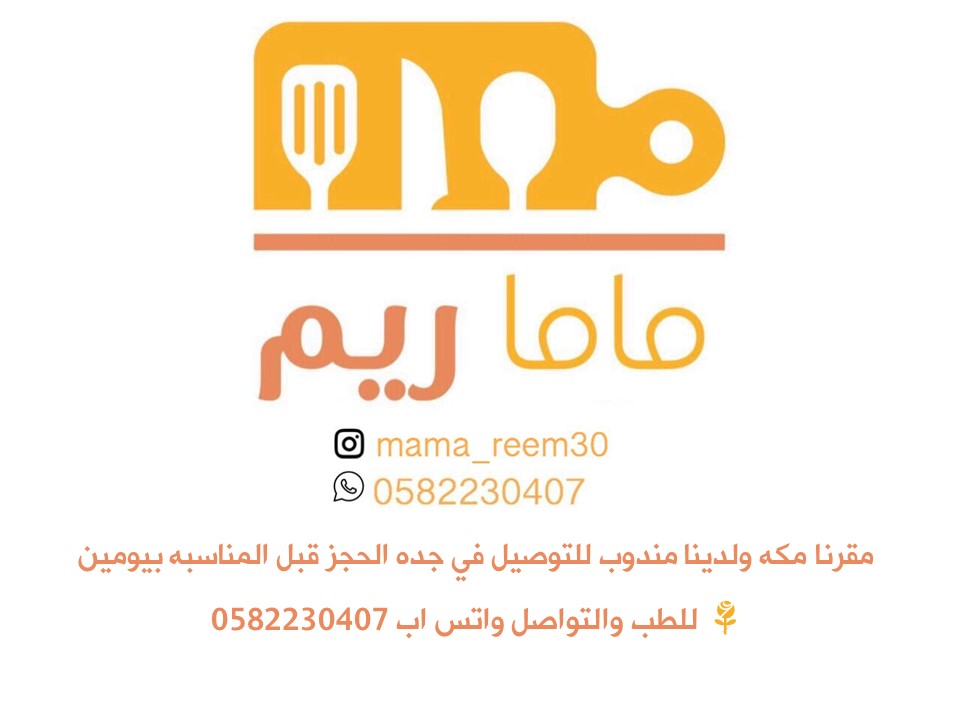 ماما ريم
mama_reem30
0582230407
مقرنا مكه ولدينا مندوب للتوصيل في جده الحجز قبل المناسبه بيومين
للطب والتواصل واتس اب 0582230407